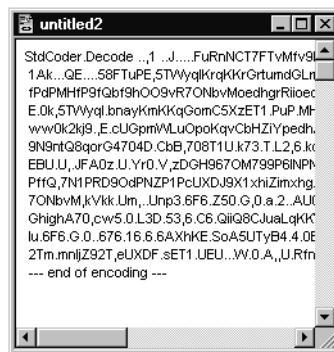 untitled2
StdCoder.Decode ..,1 ..J.....FuRnNCT7FTvMfv9
1Ak...QE....58FTuPE,5TWyqlKrqKKrGrtumdGLn
fPdPMHfP9fQbf9hOO9vR7ONbvMoedhgrRiioed
E.0k,5TWyql.bnayKmKKqGomC5XzET1.PuP.MH
ww0k2kj9.,E.cUGpmWLuOpoKqvCbHZiYpedh
9N9ntQ8qorG4704D.CbB,708T1U.k73.T.L2,6.k
EBU.U,.JFA0z.U.Yr0.V,zDGH967OM799P6INPN
PffQ,7N1PRD9OdPNZP1PcUXDJ9X1xhiZimxhg.
7ONbvM,kVkk.Um,..Unp3.6F6.Z50.G,0.a.2..AU
GhighA70,cw5.0.L3D.53,6.C6.QiiQ8CJuaLqKK
lu.6F6.G.0..676.16.6.6AXhKE.SoA5UTyB4.4.0
2Tm.mnljZ92T,eUXDF.sET1.UEU...W.0.A,,U.Rfn
--- end of encoding ---